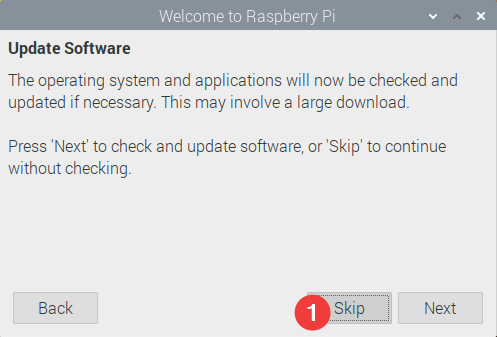 Welcome to Raspberry Pi
Update Software
The operating system and applications will now be checked and
updated if necessary. This may involve a large download.
Press 'Next' to check and update software, or 'Skip' to continue
without checking.
Back
1
Skip
Next